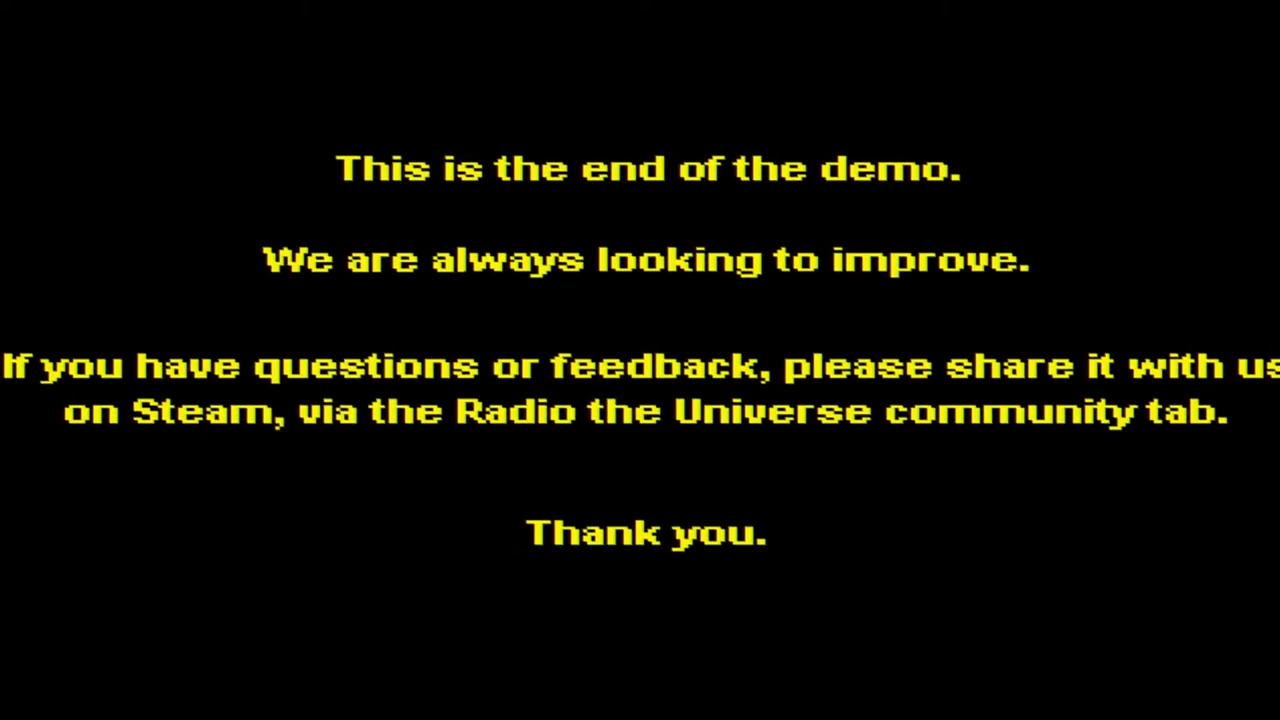 This is the end of the demo.
We are always looking to improve.
If you have questions or feedback, please share it with us
on Steam, via the Radio the Universe community tab.
Thank you.